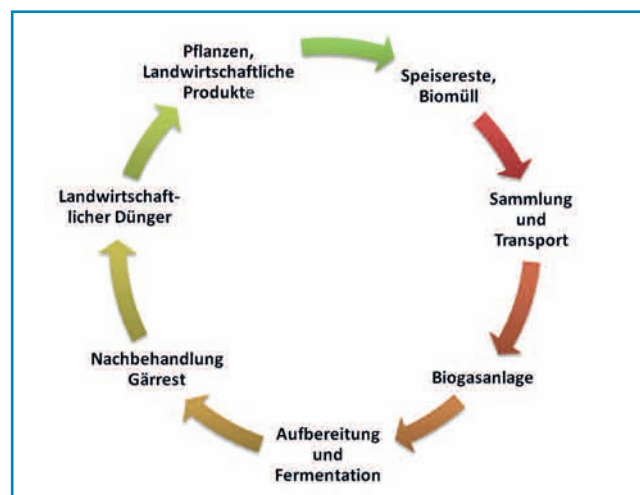 Pflanzen,
Landwirtschaftliche
Produkte
Speisereste,
Biomüll
Sammlung
und
Transport
Biogasanlage
Aufbereitung
und
Fermentation
Nachbehandlung
Gärrest
Landwirtschaft-
licher Dünger